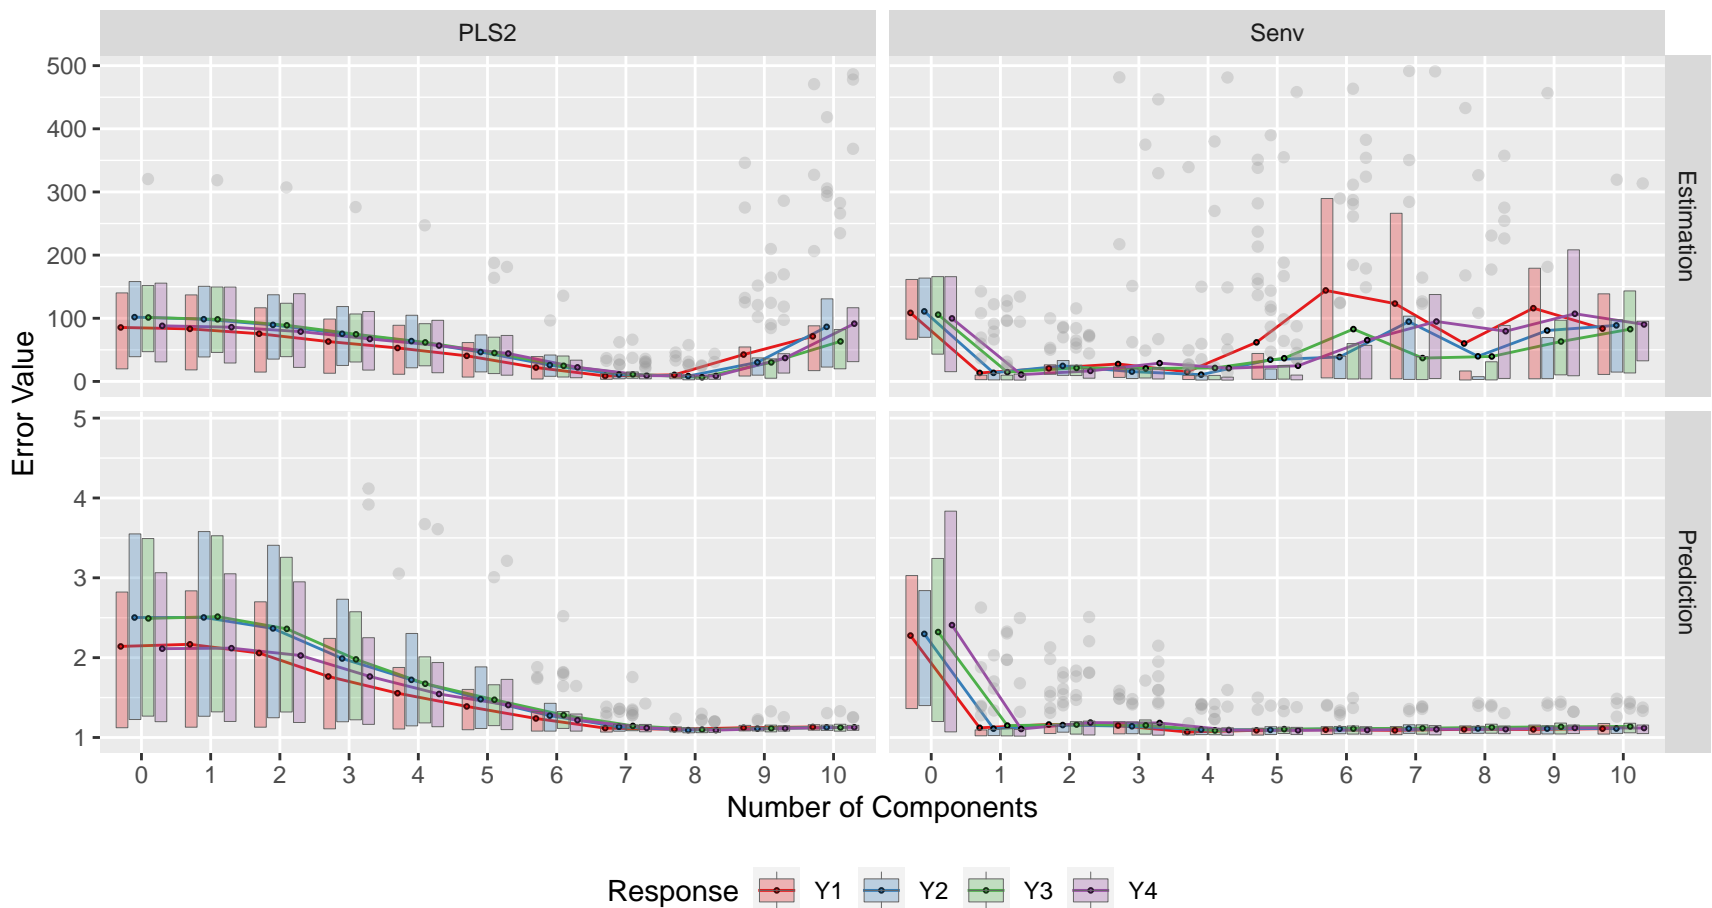 PLS2 Senv
500
400
300
200
100
0
Estimation
5
4
3
2
1
Prediction
Error Value
0 1 2 3 4 5 6 7 8 9 10 0 1 2 3 4 5 6 7 8 9 10
Number of Components
Response Y1 Y2 Y3 Y4